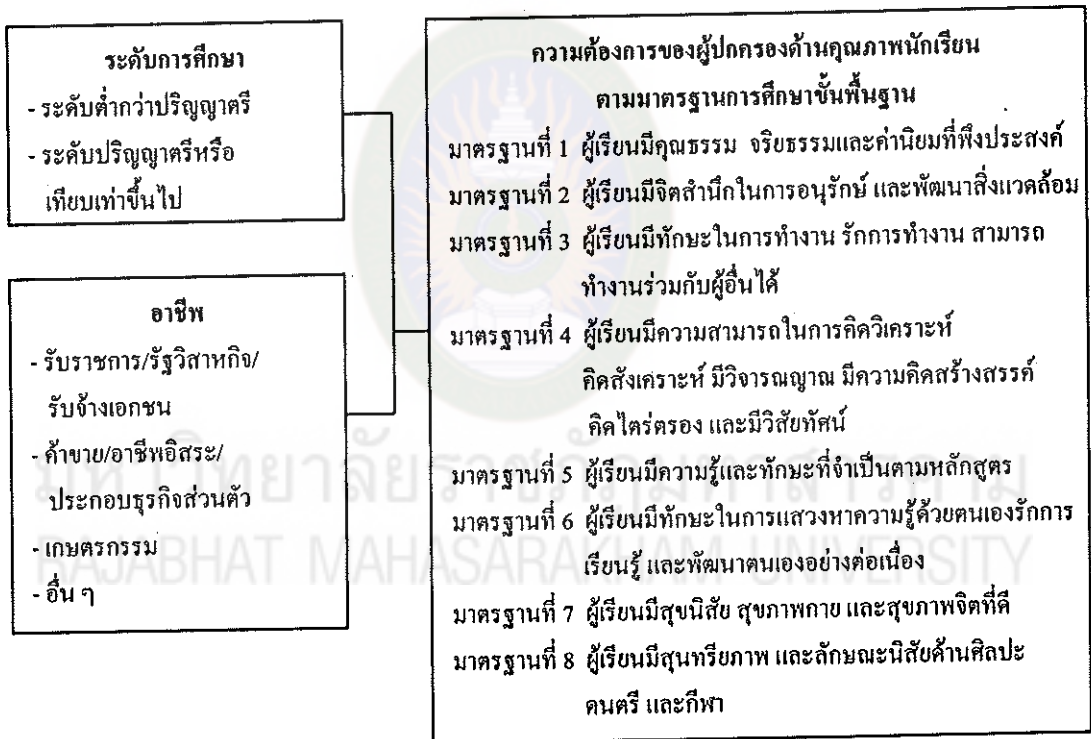 ระดับการศึกษา
- ระดับต่ำกว่าปริญญาตรี
- ระดับปริญญาตรีหรือ
เทียบเท่าขึ้นไป
อาชีพ
- รับราชการ/รัฐวิสาหกิจ/
รับจ้างเอกชน
- ค้าขาย/อาชีพอิสระ/
ประกอบธุรกิจส่วนตัว
- เกษตรกรรม
- อื่น ๆ
ความต้องการของผู้ปกครองด้านคุณภาพนักเรียน
ตามมาตรฐานการศึกษาขั้นพื้นฐาน
มาตรฐานที่ 1 ผู้เรียนมีคุณธรรม จริยธรรมและค่านิยมที่พึงประสงค์
มาตรฐานที่ 2 ผู้เรียนมีจิตสำนึกในการอนุรักษ์ และพัฒนาสิ่งแวดล้อม
มาตรฐานที่ 3 ผู้เรียนมีทักษะในการทำงาน รักการทำงาน สามารถ
ทำงานร่วมกับผู้อื่นได้
มาตรฐานที่ 4 ผู้เรียนมีความสามารถในการคิดวิเคราะห์
คิดสังเคราะห์ มีวิจารณญาณ มีความคิดสร้างสรรค์
คิดไตร่ตรอง และมีวิสัยทัศน์
มาตรฐานที่ 5 ผู้เรียนมีความรู้และทักษะที่จำเป็นตามหลักสูตร
มาตรฐานที่ 6 ผู้เรียนมีทักษะในการแสวงหาความรู้ด้วยตนเองรักการ
เรียนรู้ และพัฒนาตนเองอย่างต่อเนื่อง
มาตรฐานที่ 7 ผู้เรียนมีสุขนิสัย สุขภาพกาย และสุขภาพจิตที่ดี
มาตรฐานที่ 8 ผู้เรียนมีสุนทรียภาพ และลักษณะนิสัยด้านศิลปะ
ดนตรี และกีฬา
มหาวิทยาลัยราชภัฏมหาสารคาม
RAJABHAT MAHASARAKHAM UNIVERSITY